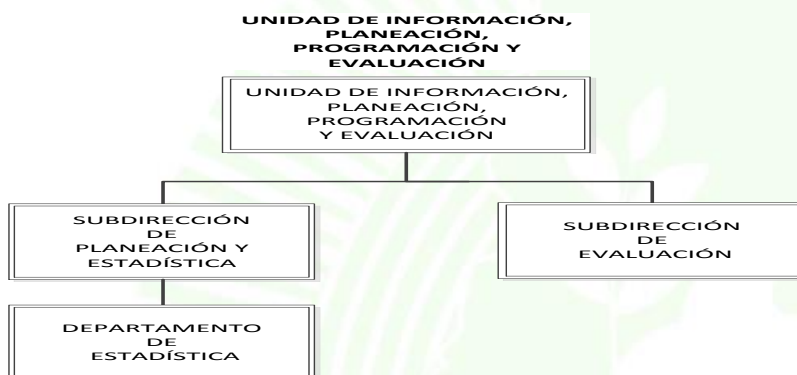 UNIDAD DE INFORMACIÓN,
PLANEACIÓN,
PROGRAMACIÓN Y
EVALUACIÓN
UNIDAD DE INFORMACIÓN,
PLANEACIÓN,
PROGRAMACIÓN
Y EVALUACIÓN
SUBDIRECCIÓN
DE
PLANEACIÓN Y
ESTADÍSTICA
SUBDIRECCIÓN
DE
EVALUACIÓN
DEPARTAMENTO
DE
ESTADÍSTICA